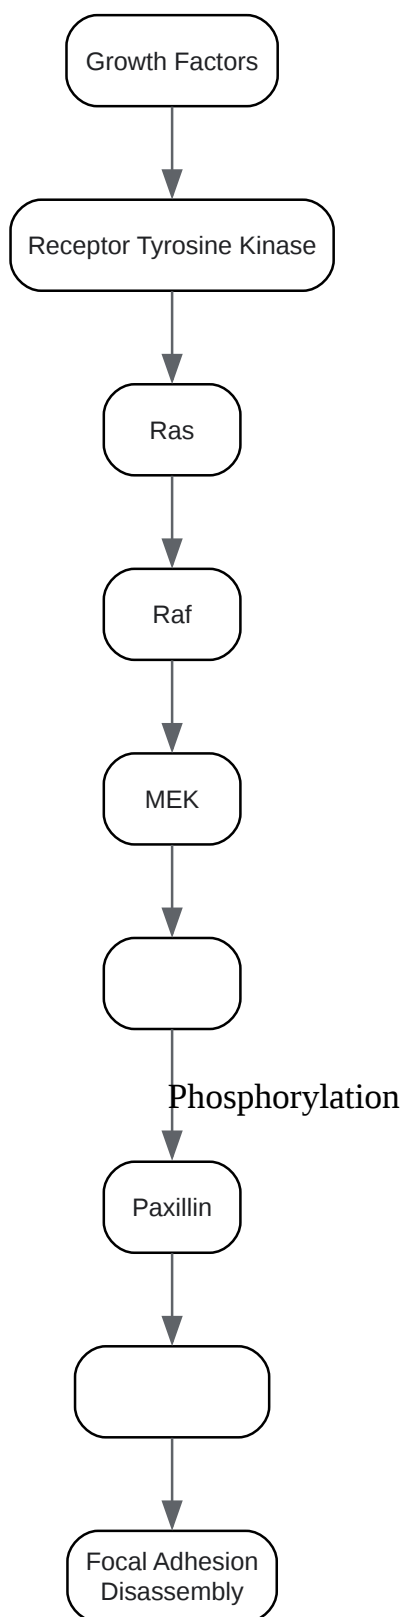 Growth Factors
Receptor Tyrosine Kinase
Ras
Raf
MEK
Phosphorylation
Paxillin
Focal Adhesion
Disassembly